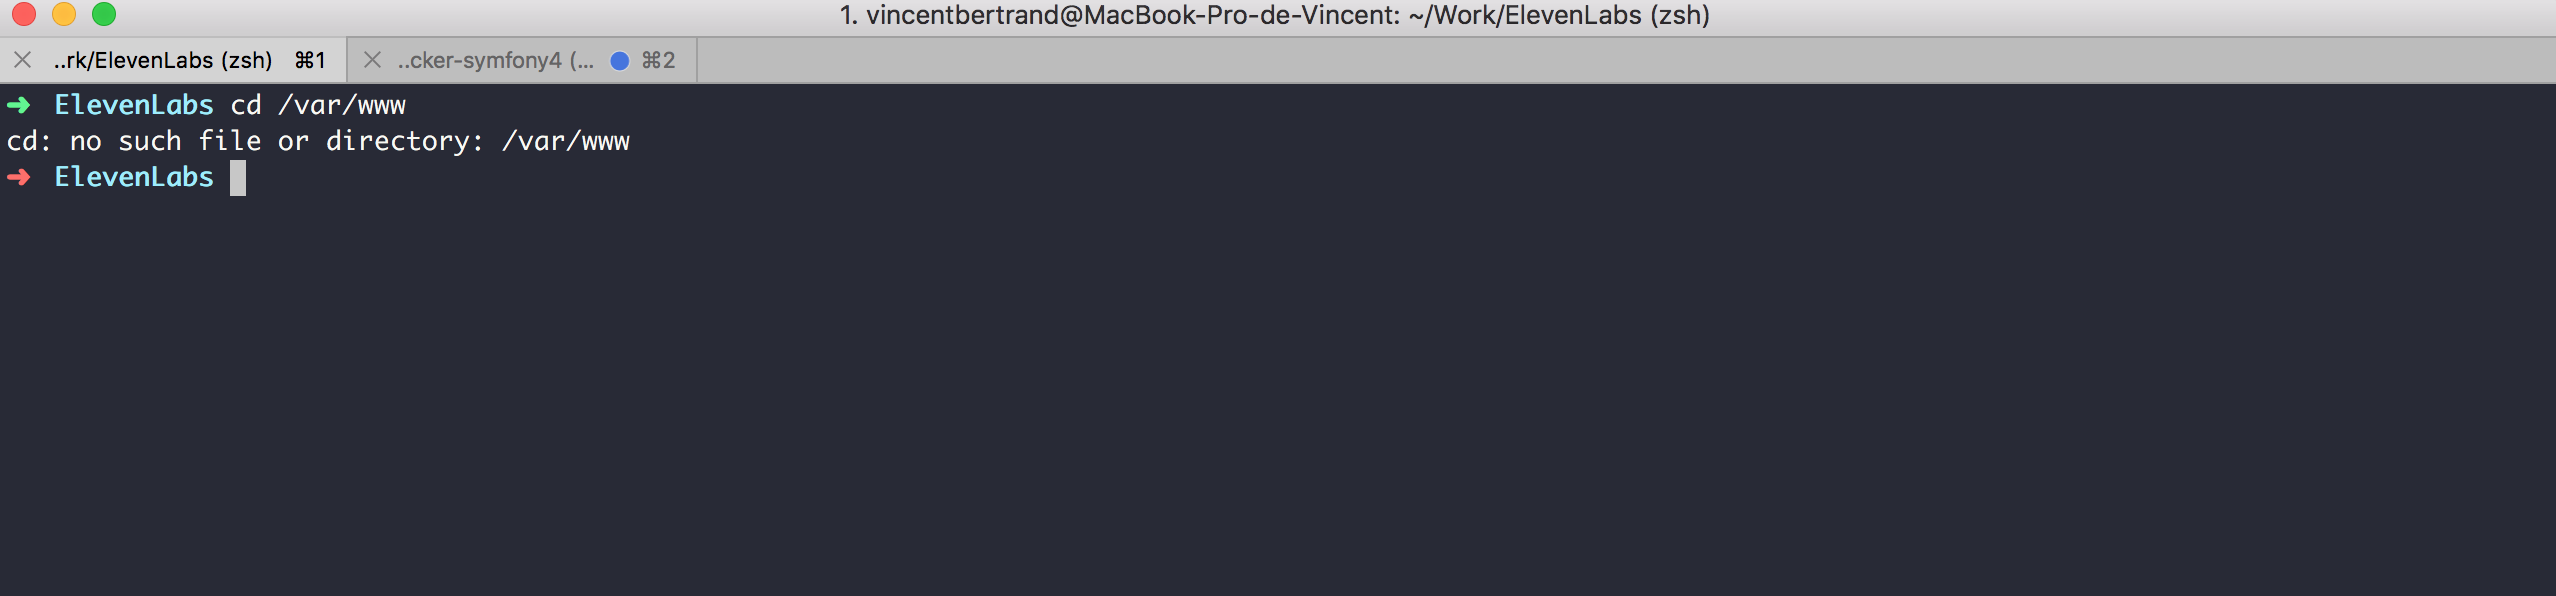 1. vincentbertrand@MacBook-Pro-de-Vincent: ~/Work/ElevenLabs (zsh)
..rk/ElevenLabs (zsh) ⌘1 ..cker-symfony4 (... ⌘2
➜ ElevenLabs cd /var/www
cd: no such file or directory: /var/www
➜ ElevenLabs